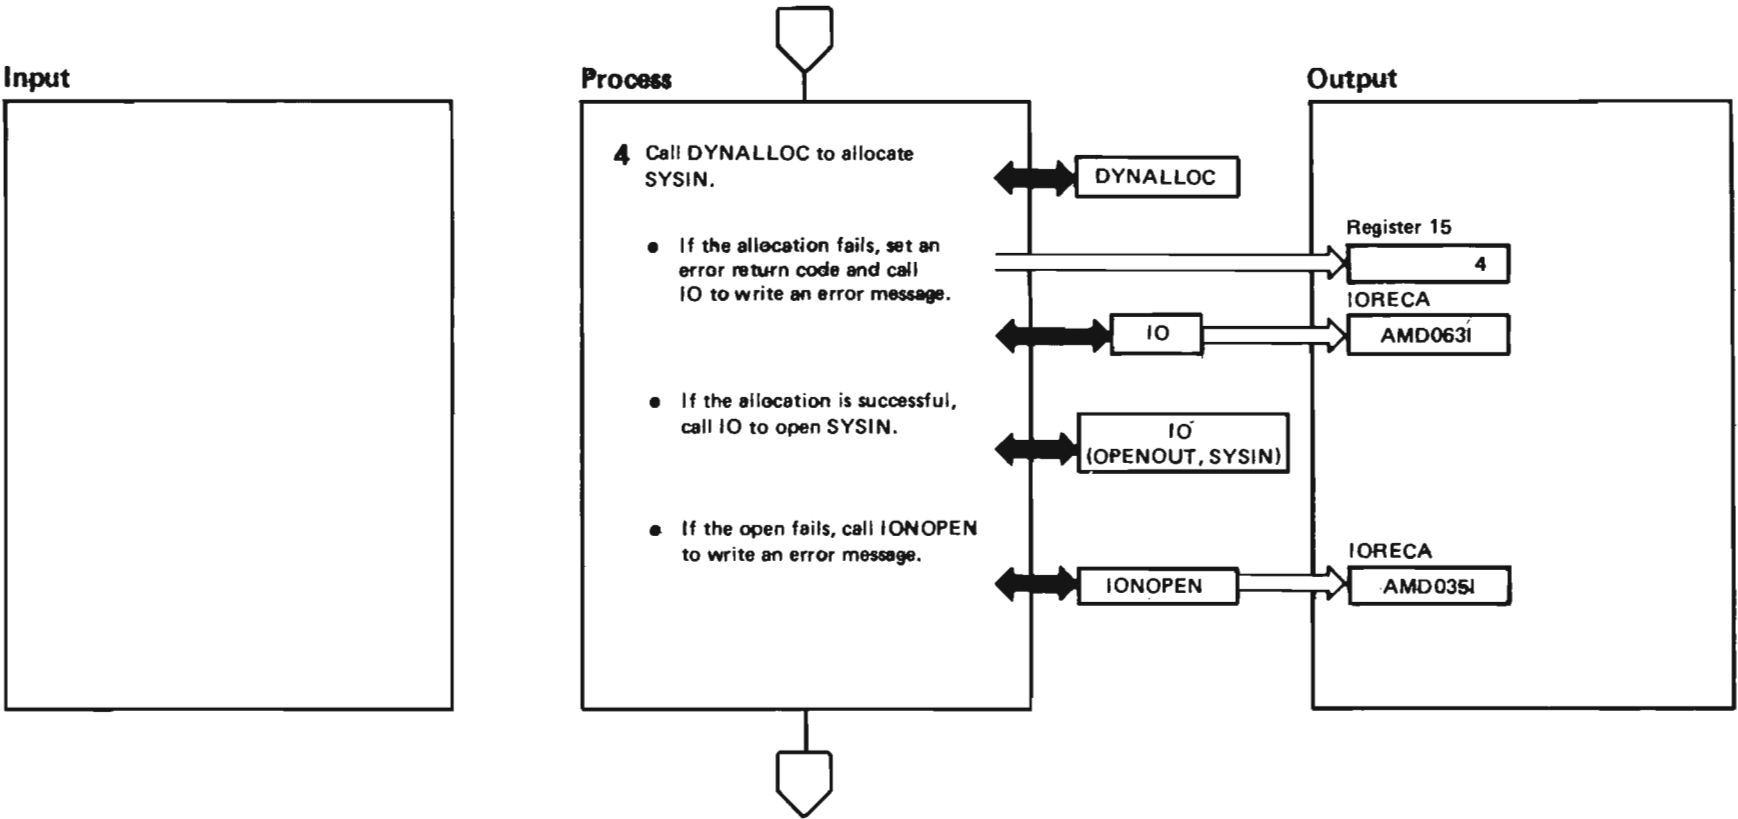 Input
Process
Output
4 Call DYNALLOC to allocate
SYSIN.
DYNALLOC
• If the allocation fails, set an
error return code and call
IO to write an error message.
Register 15
4
IORECA
IO
AMD063I
• If the allocation is successful,
call IO to open SYSIN.
IO
(OPENOUT, SYSIN)
• If the open fails, call IONOPEN
to write an error message.
IORECA
IONOPEN
AMD035I